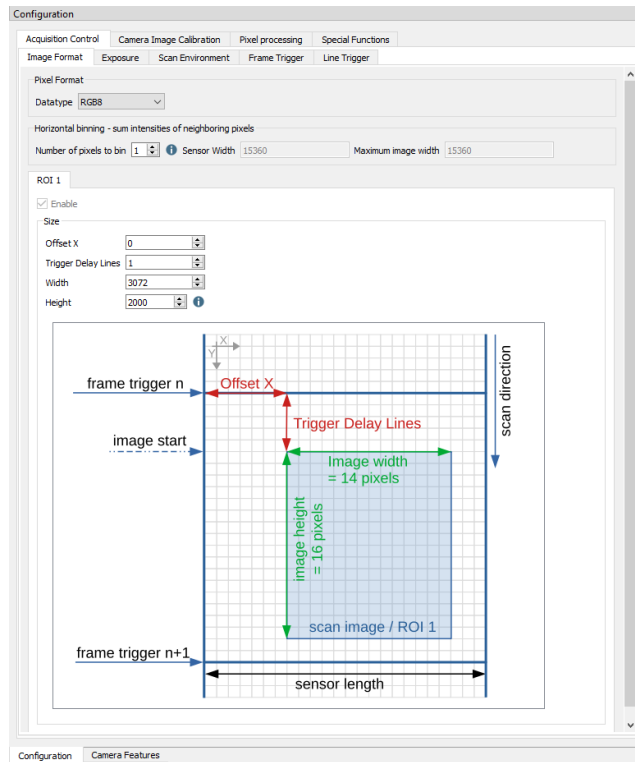 Configuration
Acquisition Control Camera Image Calibration Pixel processing Special Functions
Image Format Exposure Scan Environment Frame Trigger Line Trigger
Pixel Format
Datatype RGB8
Horizontal binning - sum intensities of neighboring pixels
Number of pixels to bin 1 Sensor Width 15360 Maximum image width 15360
ROI 1
Enable
Size
Offset X 0
Trigger Delay Lines 1
Width 3072
Height 2000
X
Y
frame trigger n
Offset X
scan direction
Trigger Delay Lines
image start
Image width
= 14 pixels
image height
= 16 pixels
scan image / ROI 1
frame trigger n+1
sensor length
Configuration Camera Features